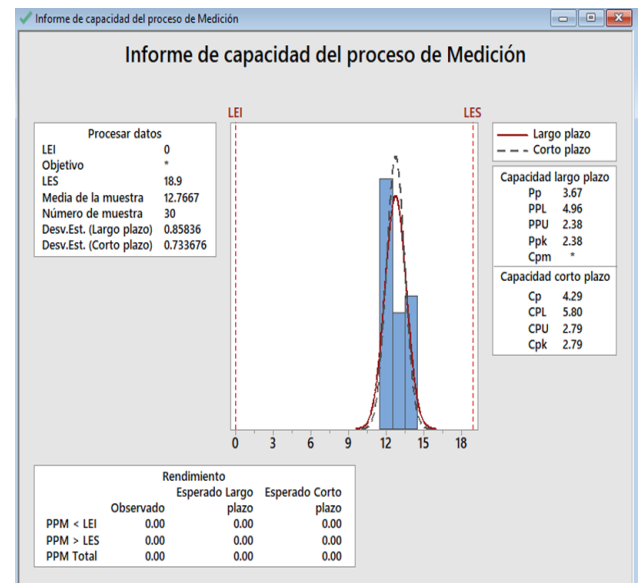 Informe de capacidad del proceso de Medición
Informe de capacidad del proceso de Medición
LEI LES
Procesar datos
LEI 0
Objetivo *
LES 18.9
Media de la muestra 12.7667
Número de muestra 30
Desv.Est. (Largo plazo) 0.85836
Desv.Est. (Corto plazo) 0.733676
Largo plazo
Corto plazo
Capacidad largo plazo
Pp 3.67
PPL 4.96
PPU 2.38
Ppk 2.38
Cpm *
Capacidad corto plazo
Cp 4.29
CPL 5.80
CPU 2.79
Cpk 2.79
0 3 6 9 12 15 18
Rendimiento
Esperado Largo Esperado Corto
Observado plazo plazo
PPM < LEI 0.00 0.00 0.00
PPM > LES 0.00 0.00 0.00
PPM Total 0.00 0.00 0.00